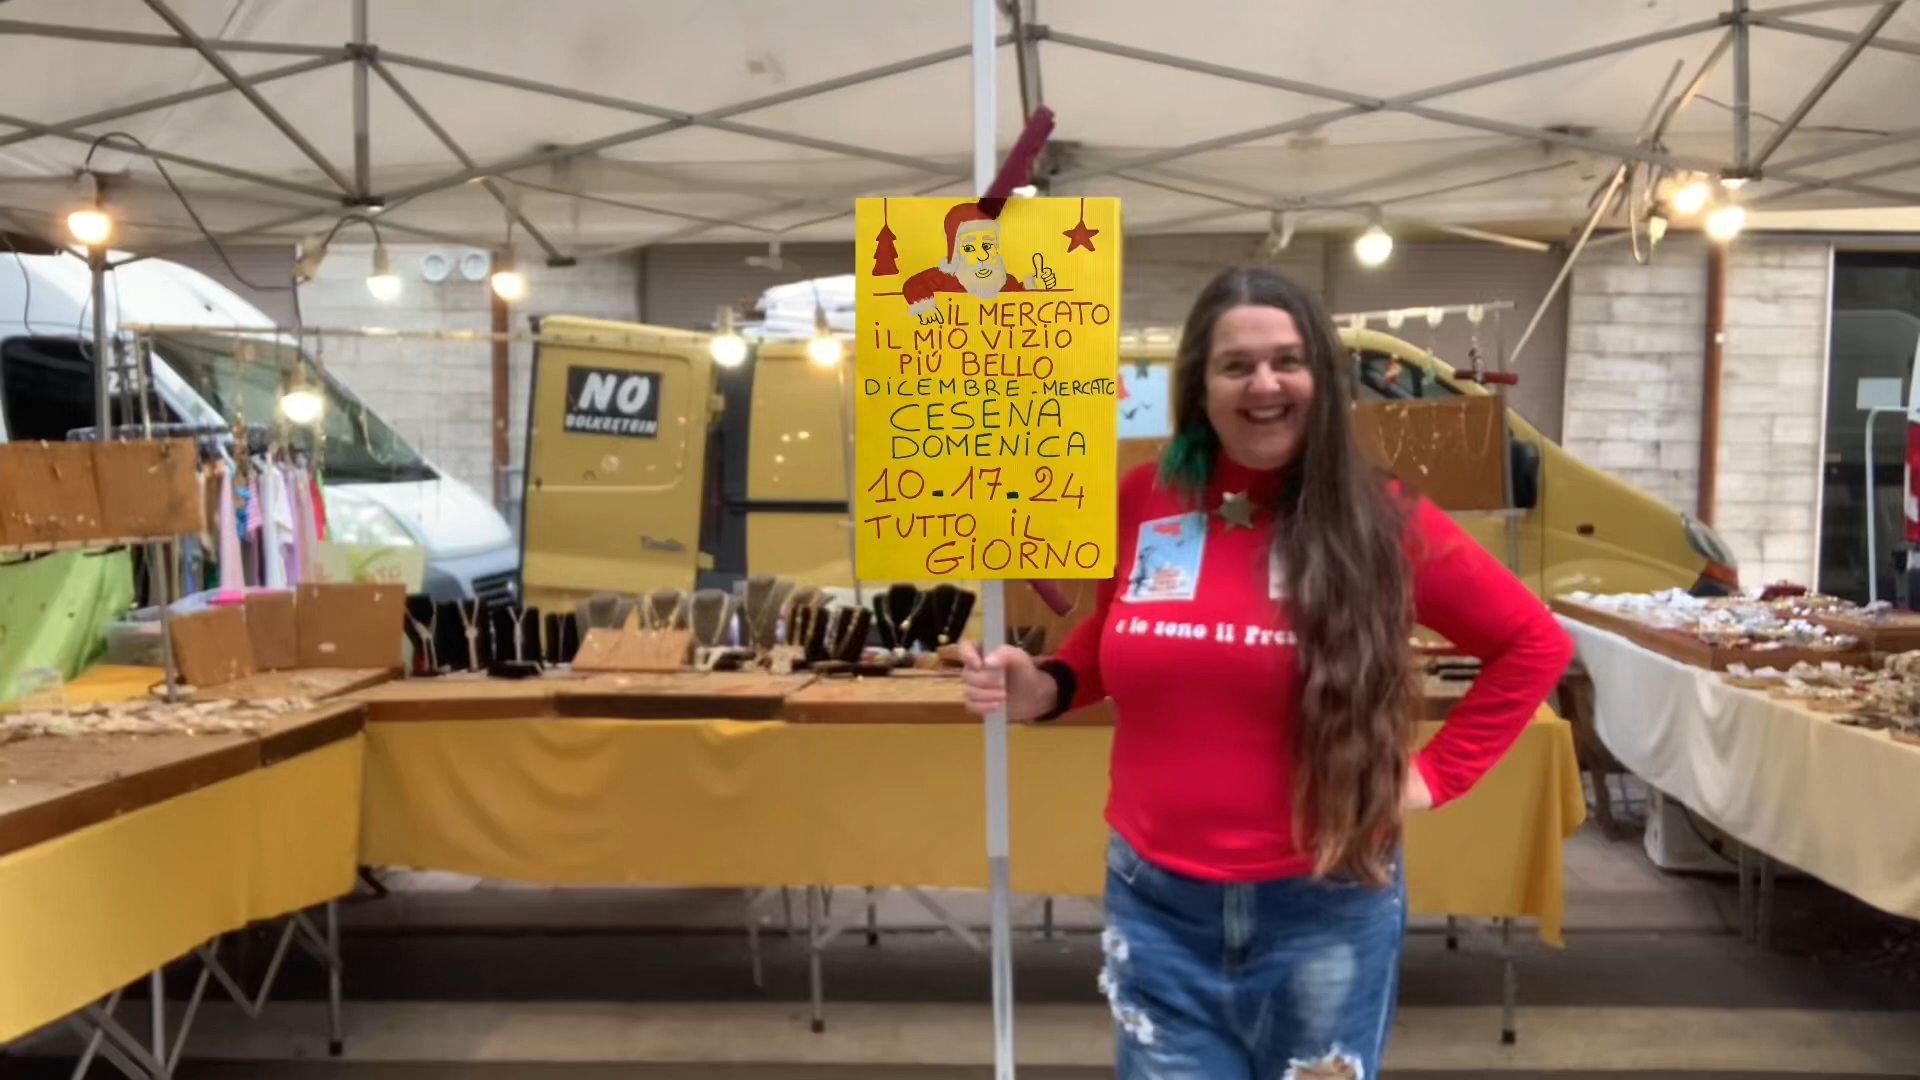 iL MERCATO
iL MiO ViZiO
PiÚ BELLO
DiCEMBRE - MERCATO
CESENA
DOMENiCA
10-17-24
TUTTO iL
GiORNO
NO
BOLKESTEIN
e io sono il